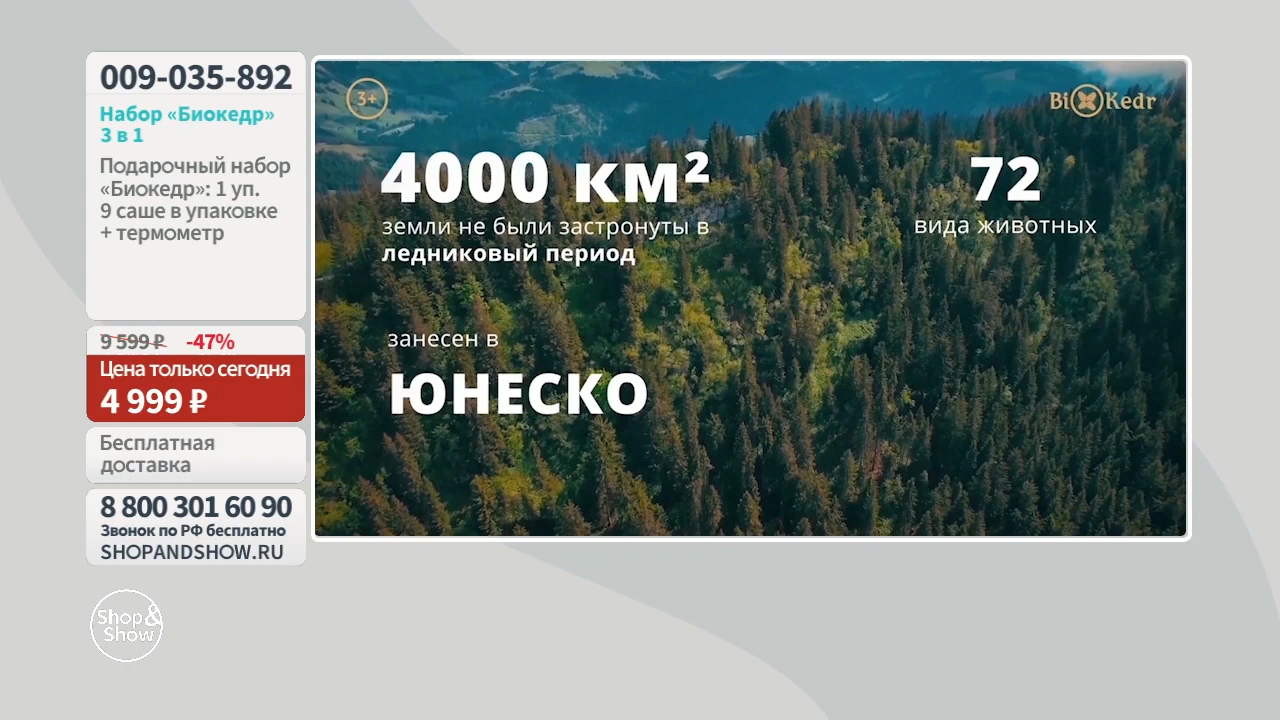 009-035-892
Набор «Биокедр»
3 в 1
Подарочный набор
«Биокедр»: 1 уп.
9 саше в упаковке
+ термометр
9 599 ₽ -47%
Цена только сегодня
4 999 ₽
Бесплатная
доставка
8 800 301 60 90
Звонок по РФ бесплатно
SHOPANDSHOW.RU
Shop&
Show
3+
Bi Kedr
4000 км²
земли не были застронуты в
ледниковый период
72
вида животных
занесен в
ЮНЕСКО